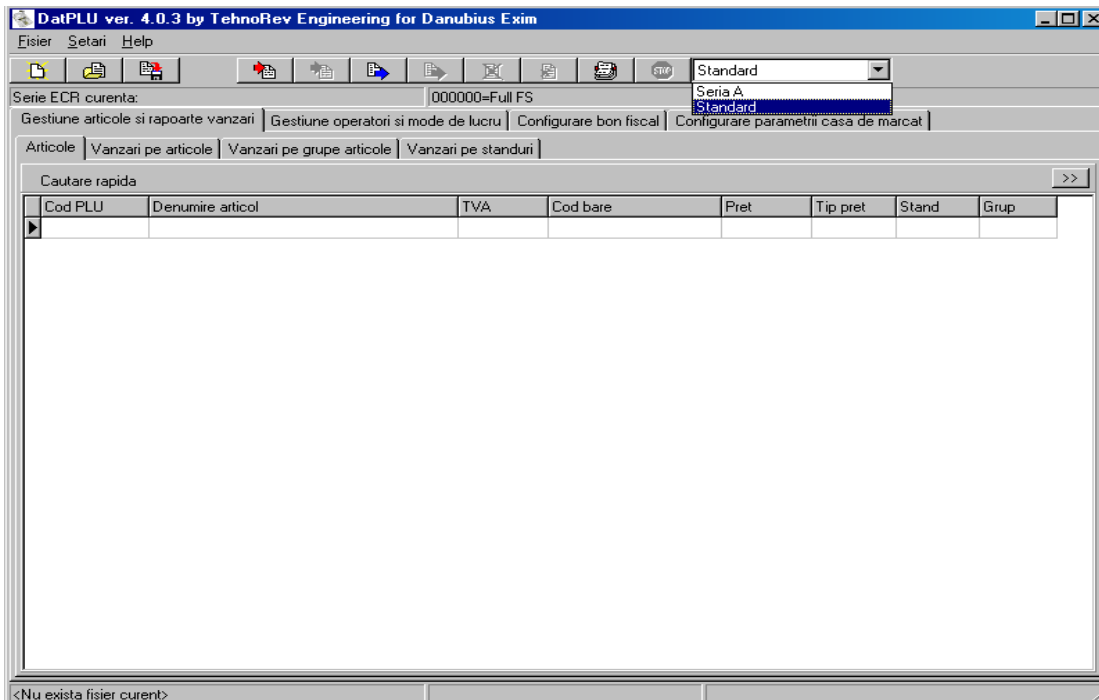 DatPLU ver. 4.0.3 by TehnoRev Engineering for Danubius Exim
Fisier Setari Help
STOP Standard
Seria A
Standard
Serie ECR curenta: 000000=Full FS
Gestiune articole si rapoarte vanzari Gestiune operatori si mode de lucru Configurare bon fiscal Configurare parametrii casa de marcat
Articole Vanzari pe articole Vanzari pe grupe articole Vanzari pe standuri
Cautare rapida >>
Cod PLU Denumire articol TVA Cod bare Pret Tip pret Stand Grup
<Nu exista fisier curent>